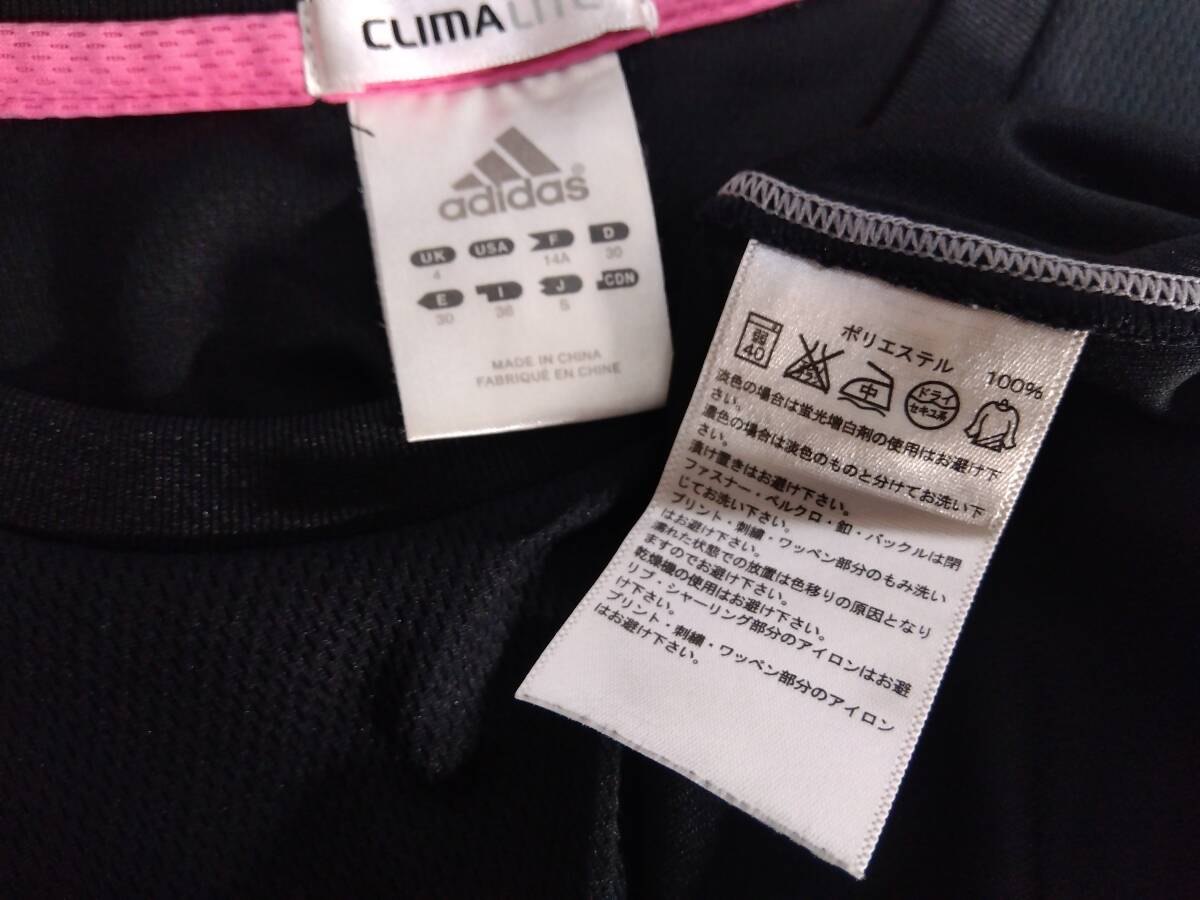 CLIMALITE
adidas®
UK USA F D
4 14A 30
E I J CDN
30 38 S
MADE IN CHINA
FABRIQUÉ EN CHINE
ポリエステル 100%
弱 40 中 ドライ セキユ系
淡色の場合は蛍光増白剤の使用はお避け下
さい。
濃色の場合は淡色のものと分けてお洗い下
さい。
漬け置きはお避け下さい。
ファスナー・ベルクロ・釦・バックルは閉
じてお洗い下さい。
プリント・刺繍・ワッペン部分のもみ洗い
はお避け下さい。
濡れた状態での放置は色移りの原因となり
ますのでお避け下さい。
乾燥機の使用はお避け下さい。
リブ・シャーリング部分のアイロンはお避
け下さい。
プリント・刺繍・ワッペン部分のアイロン
はお避け下さい。